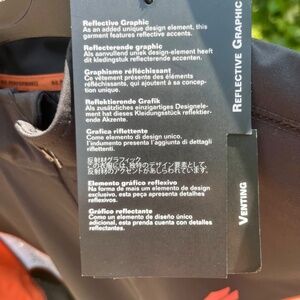 Reflective Graphic
As an added unique design element, this
garment features reflective accents.
Reflecterende graphic
Als aanvullend uniek design-element heeft
dit kledingstuk reflecterende accenten.
Graphisme réfléchissant
Ce vêtement présente des éléments
réfléchissants, qui ajoutent à sa concep-
tion unique.
Reflektierende Grafik
Als zusätzliches einzigartiges Designele-
ment hat dieses Kleidungsstück reflektier-
ende Akzente.
Grafica riflettente
Come elemento di design unico,
l'indumento presenta l'aggiunta di dettagli
riflettenti.
反射材グラフィック
この衣服には、独特のデザイン要素として、
反射材のアクセントがあしらわれています。
Elemento gráfico reflexivo
Na forma de mais um elemento de design
exclusivo, esta peça apresenta detalhes
reflexivos.
Gráfico reflectante
Como un elemento de diseño único
adicional, esta prenda cuenta con detalles
reflectantes.
Reflective Graphic
Venting